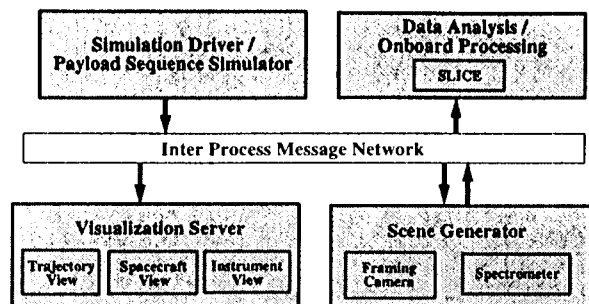 Simulation Driver /
Payload Sequence Simulator
Data Analysis /
Onboard Processing
SLICE
Inter Process Message Network
Visualization Server
Trajectory
View
Spacecraft
View
Instrument
View
Scene Generator
Framing
Camera
Spectrometer